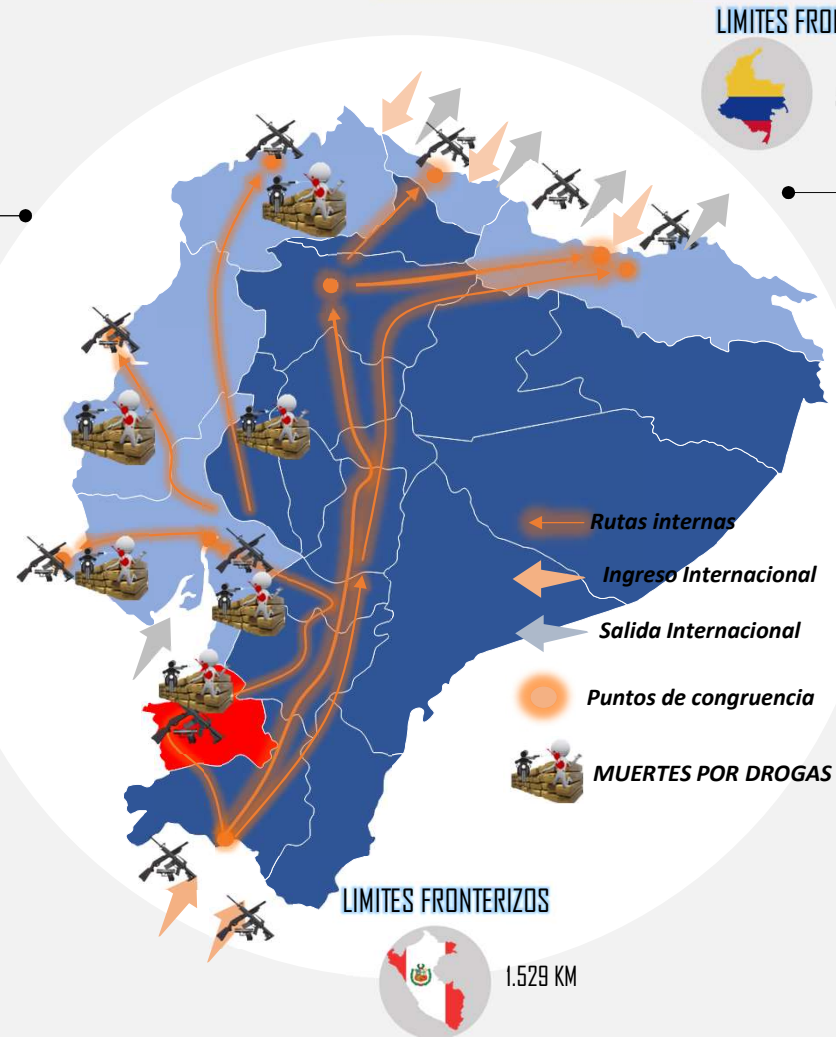 LIMITES FRO
Rutas internas
Ingreso Internacional
Salida Internacional
Puntos de congruencia
MUERTES POR DROGAS
LIMITES FRONTERIZOS
1.529 KM